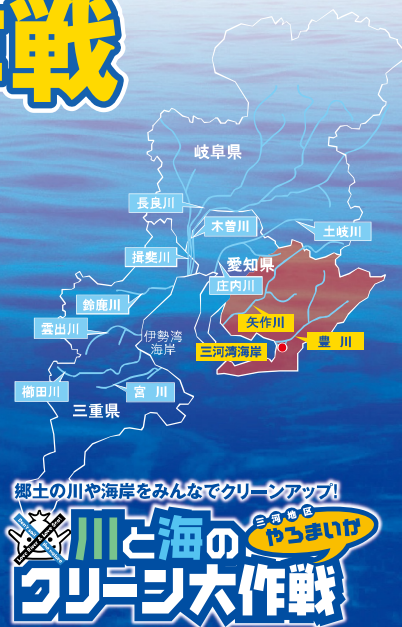 戦
岐阜県
長良川
木曽川
土岐川
揖斐川
愛知県
庄内川
鈴鹿川
矢作川
雲出川
伊勢湾
海岸
豊 川
三河湾海岸
櫛田川
宮 川
三重県
郷土の川や海岸をみんなでクリーンアップ!
三河地区
やろまいか
川と海の
クリーン大作戦